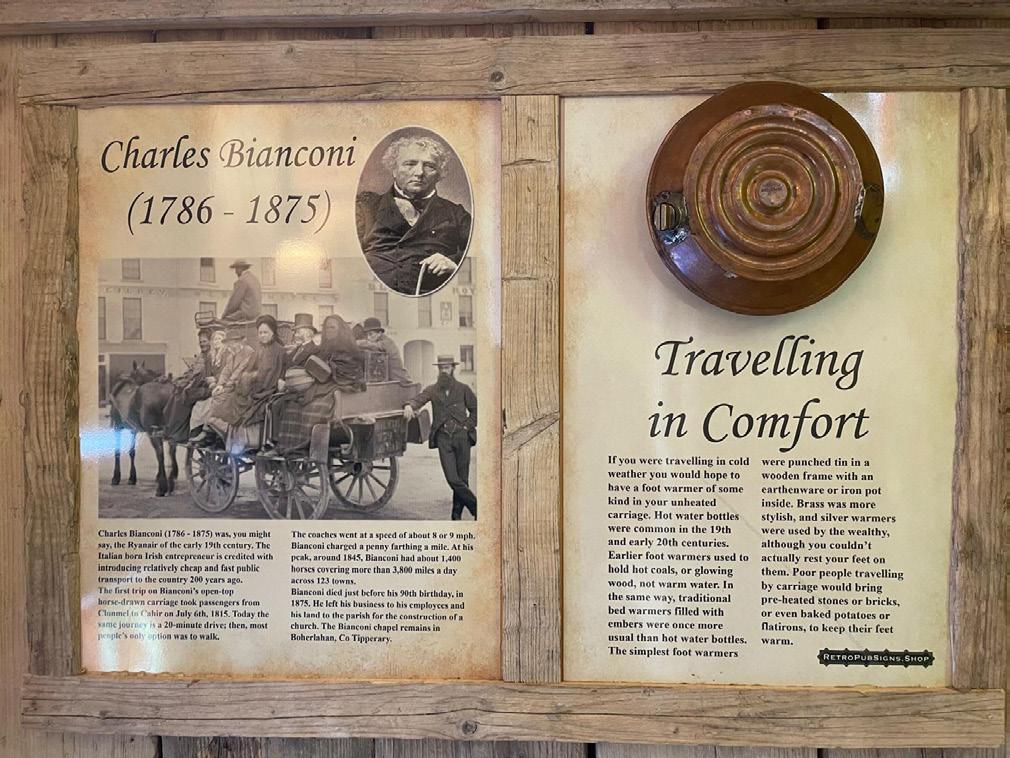 Charles Bianconi
(1786 - 1875)
Charles Bianconi (1786 - 1875) was, you might
say, the Ryanair of the early 19th century. The
Italian born Irish entrepreneur is credited with
introducing relatively cheap and fast public
transport to the country 200 years ago.
The first trip on Bianconi's open-top
horse-drawn carriage took passengers from
Clonmel to Cahir on July 6th, 1815. Today the
same journey is a 20-minute drive; then, most
people's only option was to walk.
The coaches went at a speed of about 8 or 9 mph.
Bianconi charged a penny farthing a mile. At his
peak, around 1845, Bianconi had about 1,400
horses covering more than 3,800 miles a day
across 123 towns.
Bianconi died just before his 90th birthday, in
1875. He left his business to his employees and
his land to the parish for the construction of a
church. The Bianconi chapel remains in
Boherlahan, Co Tipperary.
Travelling
in Comfort
If you were travelling in cold
weather you would hope to
have a foot warmer of some
kind in your unheated
carriage. Hot water bottles
were common in the 19th
and early 20th centuries.
Earlier foot warmers used to
hold hot coals, or glowing
wood, not warm water. In
the same way, traditional
bed warmers filled with
embers were once more
usual than hot water bottles.
The simplest foot warmers
were punched tin in a
wooden frame with an
earthenware or iron pot
inside. Brass was more
stylish, and silver warmers
were used by the wealthy,
although you couldn't
actually rest your feet on
them. Poor people travelling
by carriage would bring
pre-heated stones or bricks,
or even baked potatoes or
flatirons, to keep their feet
warm.
RETROPUBSIGNS.SHOP